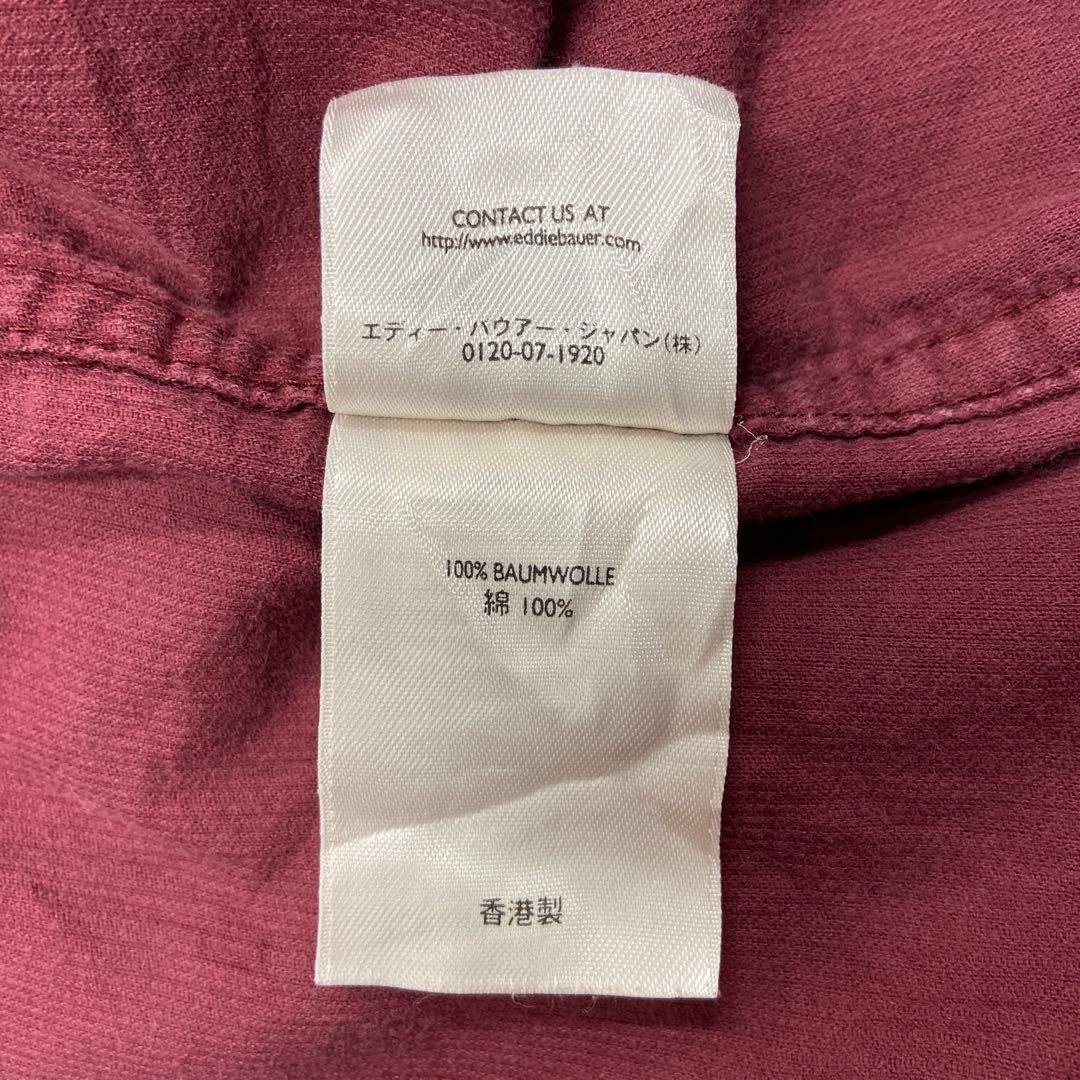 CONTACT US AT
http://www.eddiebauer.com
エディー・バウアー・ジャパン(株)
0120-07-1920
100% BAUMWOLLE
綿 100%
香港製